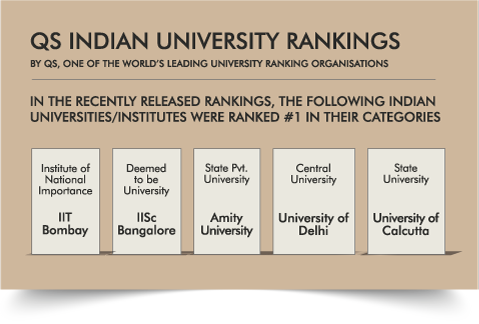 QS INDIAN UNIVERSITY RANKINGS
BY QS, ONE OF THE WORLD'S LEADING UNIVERSITY RANKING ORGANISATIONS
IN THE RECENTLY RELEASED RANKINGS, THE FOLLOWING INDIAN
UNIVERSITIES/INSTITUTES WERE RANKED #1 IN THEIR CATEGORIES
Institute of
National
Importance
IIT
Bombay
Deemed
to be
University
IISc
Bangalore
State Pvt.
University
Amity
University
Central
University
University of
Delhi
State
University
University of
Calcutta